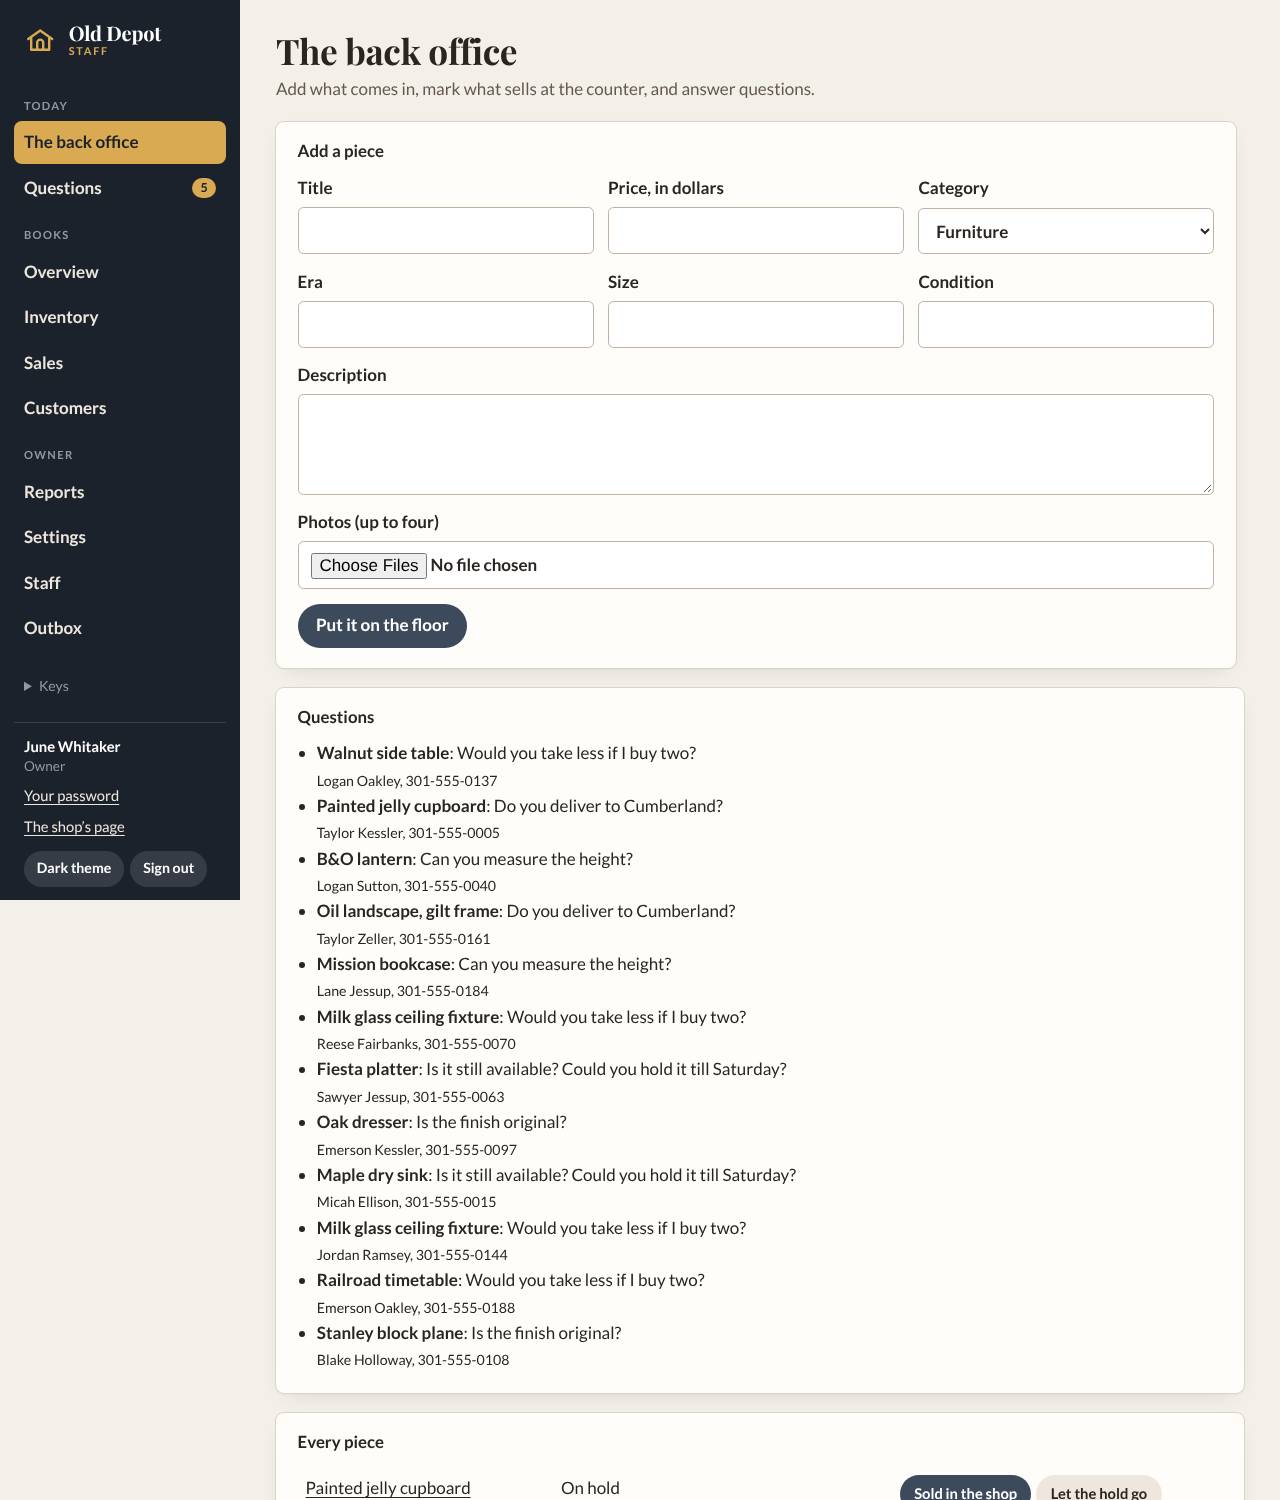 Old Depot
STAFF
TODAY
The back office
Questions 5
BOOKS
Overview
Inventory
Sales
Customers
OWNER
Reports
Settings
Staff
Outbox
Keys
June Whitaker
Owner
Your password
The shop's page
Dark theme Sign out
The back office
Add what comes in, mark what sells at the counter, and answer questions.
Add a piece
Title Price, in dollars Category
Furniture
Era Size Condition
Description
Photos (up to four)
Choose Files No file chosen
Put it on the floor
Questions
Walnut side table: Would you take less if I buy two?
Logan Oakley, 301-555-0137
Painted jelly cupboard: Do you deliver to Cumberland?
Taylor Kessler, 301-555-0005
B&O lantern: Can you measure the height?
Logan Sutton, 301-555-0040
Oil landscape, gilt frame: Do you deliver to Cumberland?
Taylor Zeller, 301-555-0161
Mission bookcase: Can you measure the height?
Lane Jessup, 301-555-0184
Milk glass ceiling fixture: Would you take less if I buy two?
Reese Fairbanks, 301-555-0070
Fiesta platter: Is it still available? Could you hold it till Saturday?
Sawyer Jessup, 301-555-0063
Oak dresser: Is the finish original?
Emerson Kessler, 301-555-0097
Maple dry sink: Is it still available? Could you hold it till Saturday?
Micah Ellison, 301-555-0015
Milk glass ceiling fixture: Would you take less if I buy two?
Jordan Ramsey, 301-555-0144
Railroad timetable: Would you take less if I buy two?
Emerson Oakley, 301-555-0188
Stanley block plane: Is the finish original?
Blake Holloway, 301-555-0108
Every piece
Painted jelly cupboard On hold Sold in the shop Let the hold go